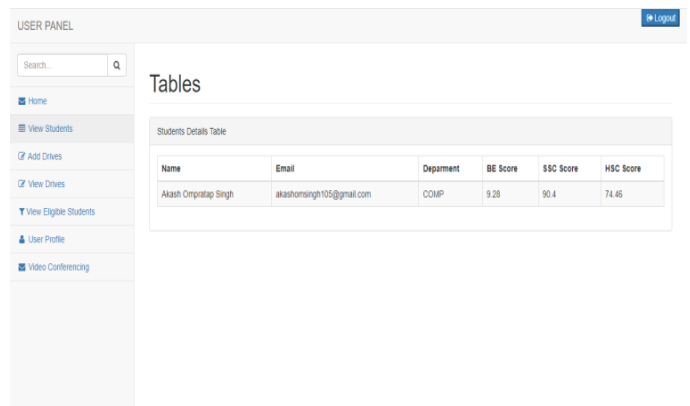 USER PANEL
Logout
Search...
Home
View Students
Add Drives
View Drives
View Eligible Students
User Profile
Video Conferencing
Tables
Students Details Table
Name Email Deparment BE Score SSC Score HSC Score
Akash Ompratap Singh akashomsingh105@gmail.com COMP 9.28 90.4 74.46